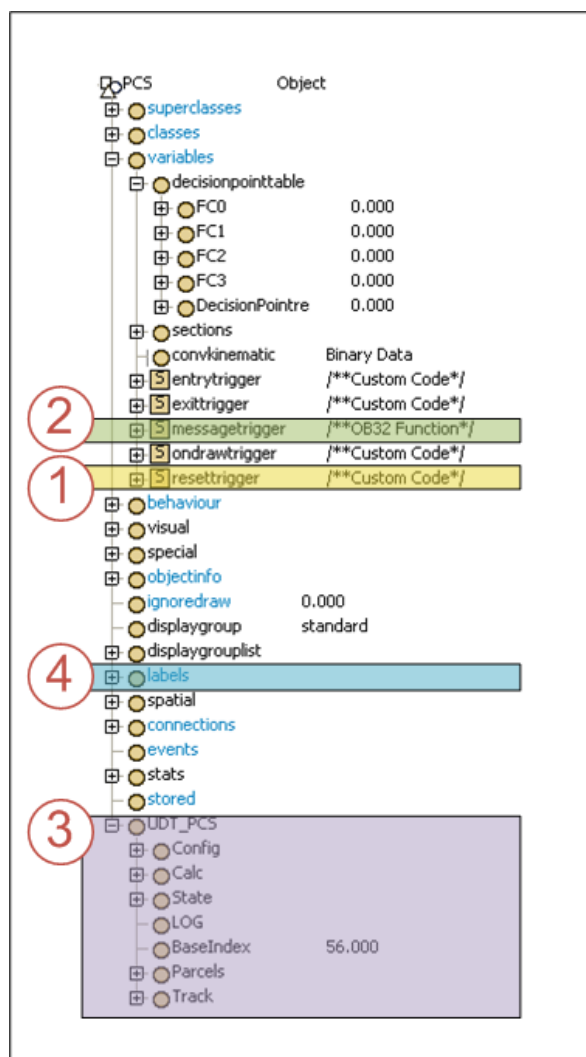 PCS Object
superclasses
classes
variables
decisionpointtable
FC0 0.000
FC1 0.000
FC2 0.000
FC3 0.000
DecisionPointre 0.000
sections
convkinematic Binary Data
S entrytrigger /**Custom Code*/
S exittrigger /**Custom Code*/
2 S messagetrigger /**OB32 Function*/
S ondrawtrigger /**Custom Code*/
1 S resettrigger /**Custom Code*/
behaviour
visual
special
objectinfo
ignoredraw 0.000
displaygroup standard
displaygrouplist
4 labels
spatial
connections
events
stats
stored
3 UDT_PCS
Config
Calc
State
LOG
BaseIndex 56.000
Parcels
Track